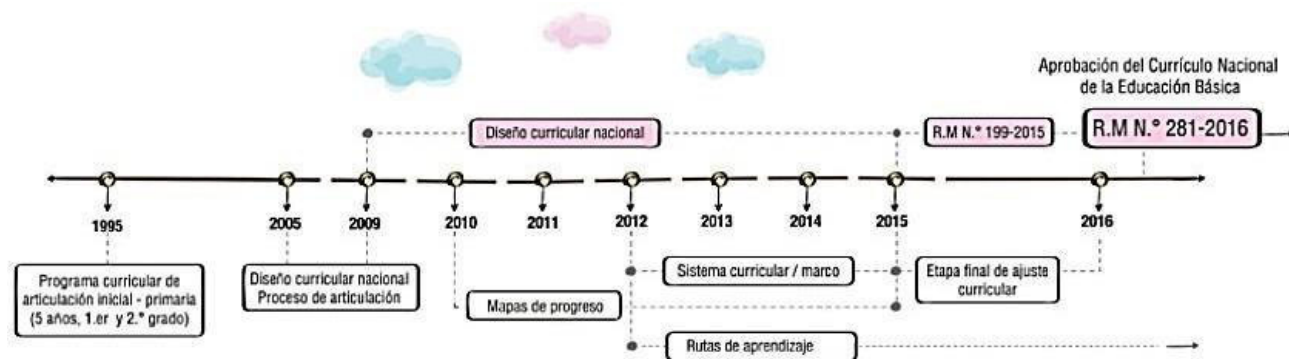 Aprobación del Currículo Nacional
de la Educación Básica
Diseño curricular nacional
R.M N.° 199-2015
R.M N.° 281-2016
1995
2005
2009
2010
2011
2012
2013
2014
2015
2016
Programa curricular de
articulación inicial - primaria
(5 años, 1.er y 2.° grado)
Diseño curricular nacional
Proceso de articulación
Mapas de progreso
Sistema curricular / marco
Etapa final de ajuste
curricular
Rutas de aprendizaje